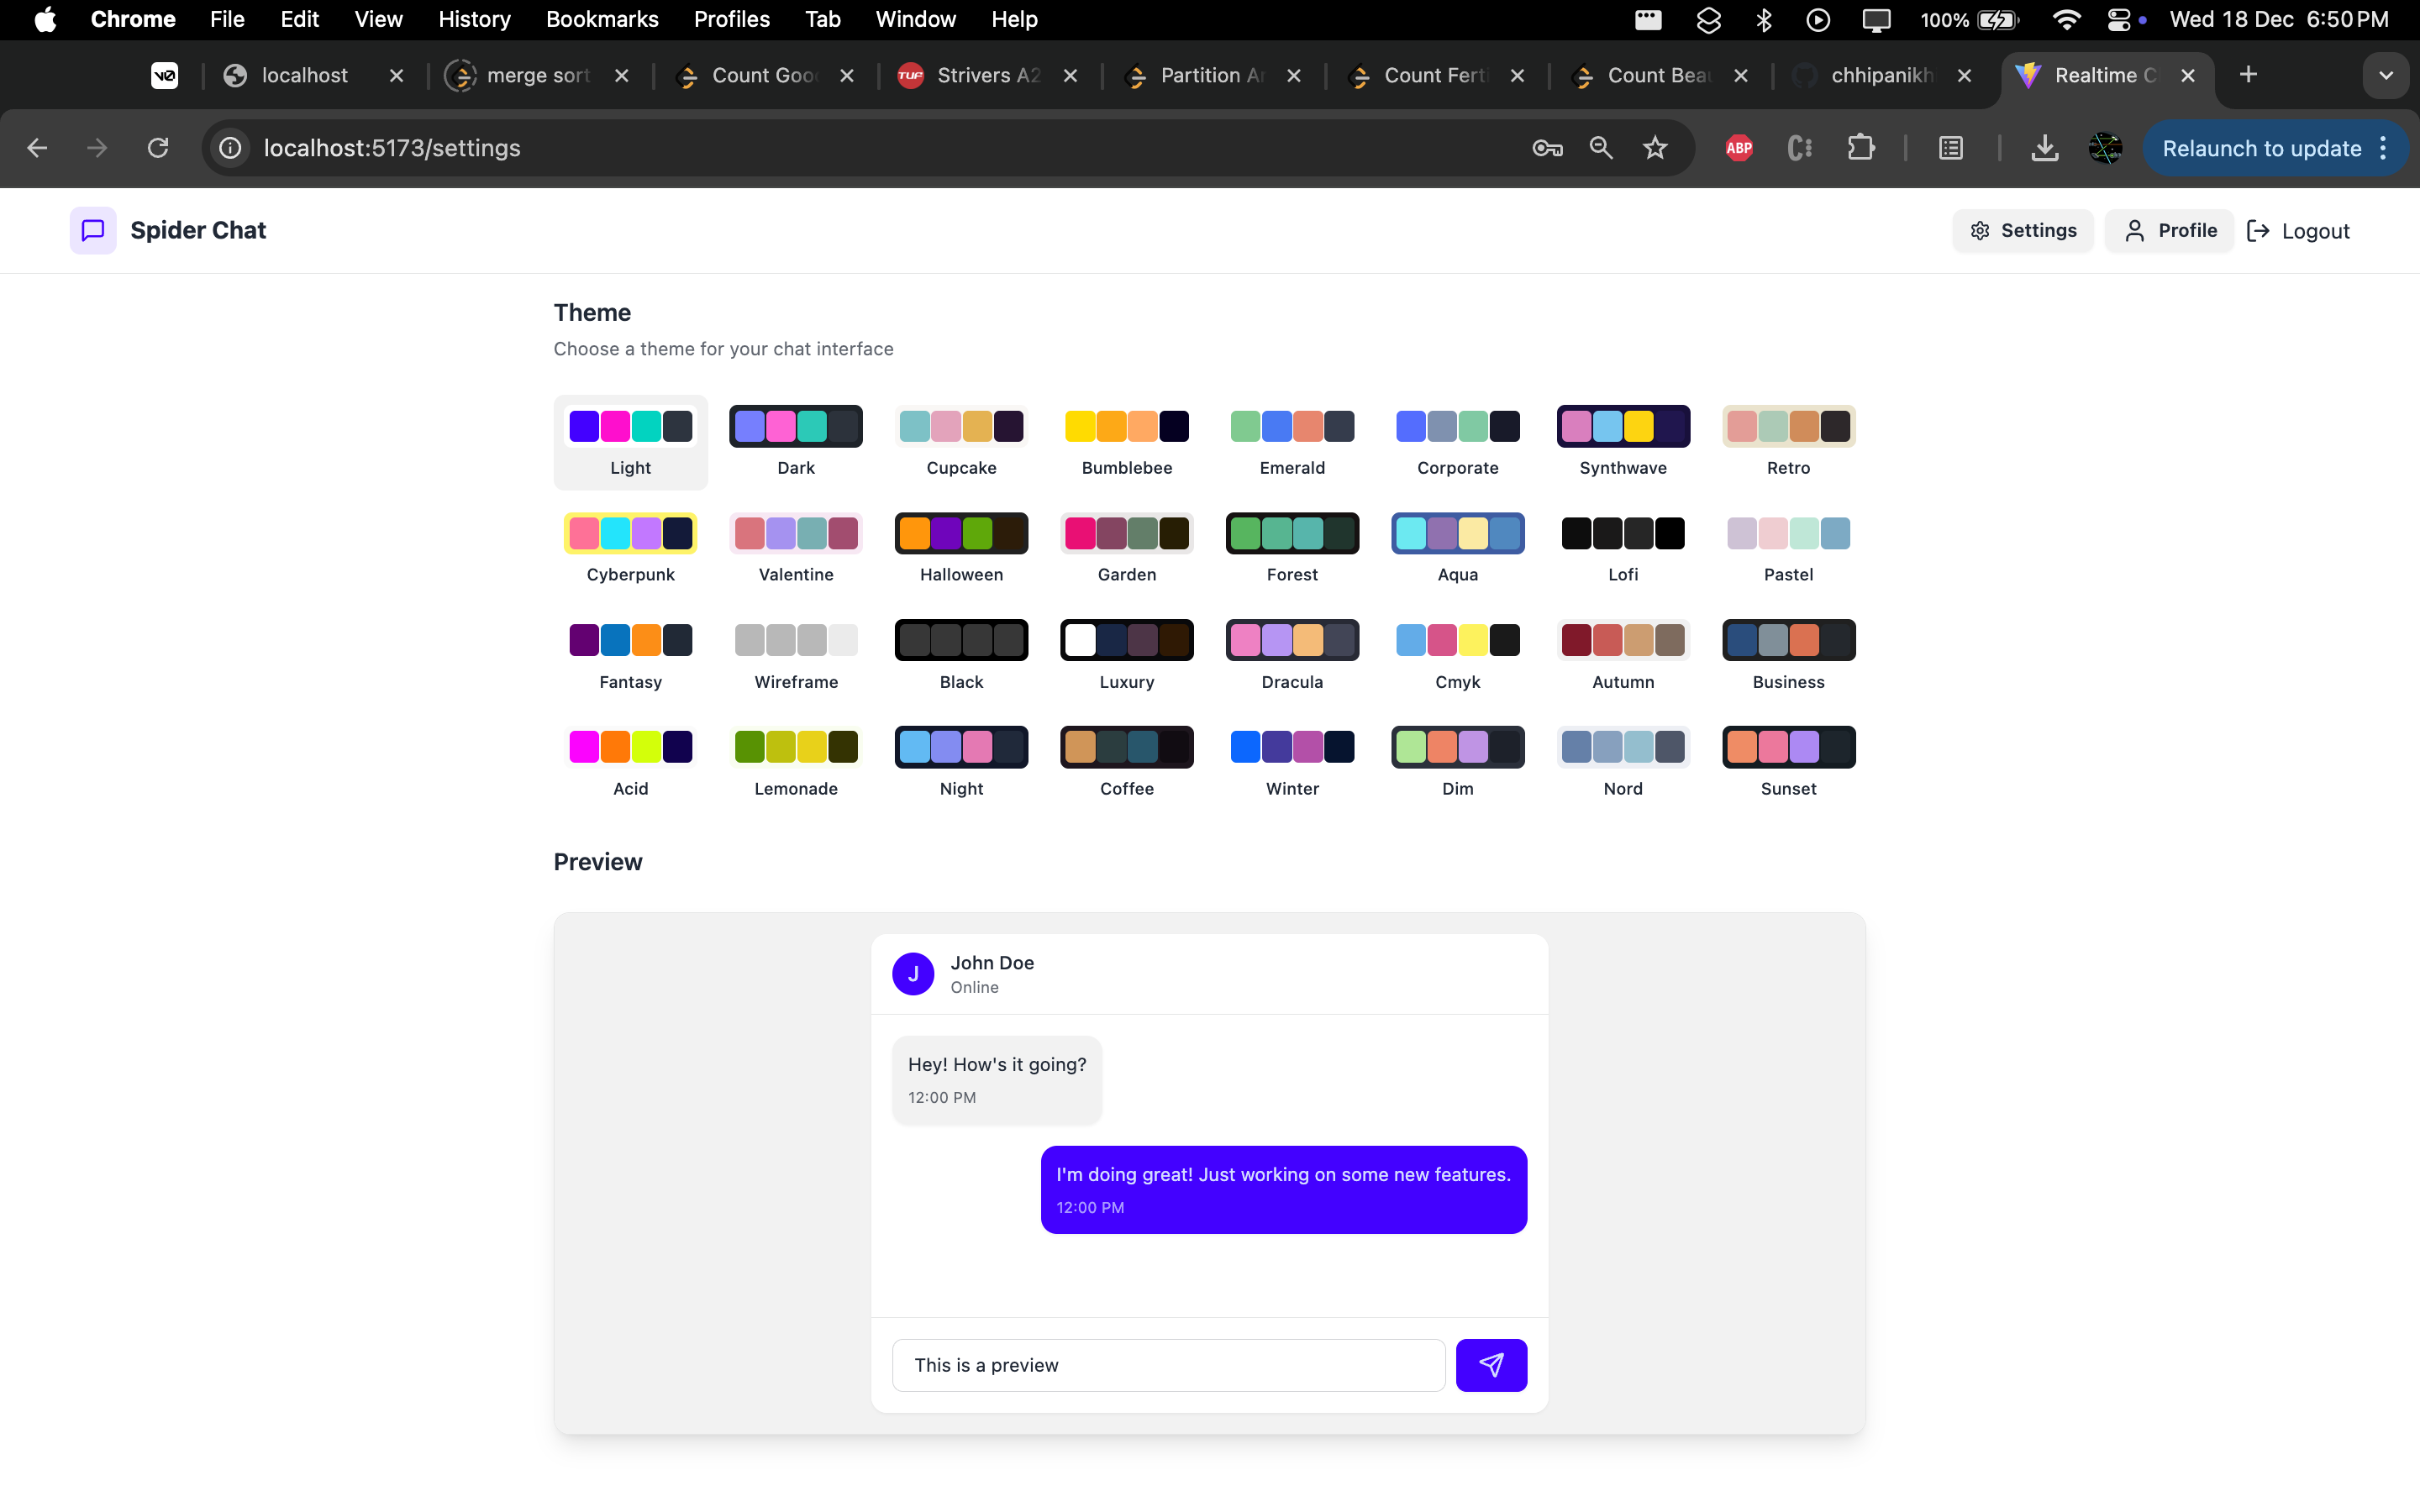 Chrome File Edit View History Bookmarks Profiles Tab Window Help 100% Wed 18 Dec 6:50 PM
v0 localhost merge sort Count Goo TUF Strivers A2 Partition Ar Count Ferti Count Beau chhipanikh Realtime C
localhost:5173/settings ABP Relaunch to update
Spider Chat Settings Profile Logout
Theme
Choose a theme for your chat interface
Light Dark Cupcake Bumblebee Emerald Corporate Synthwave Retro
Cyberpunk Valentine Halloween Garden Forest Aqua Lofi Pastel
Fantasy Wireframe Black Luxury Dracula Cmyk Autumn Business
Acid Lemonade Night Coffee Winter Dim Nord Sunset
Preview
J John Doe
Online
Hey! How's it going?
12:00 PM
I'm doing great! Just working on some new features.
12:00 PM
This is a preview